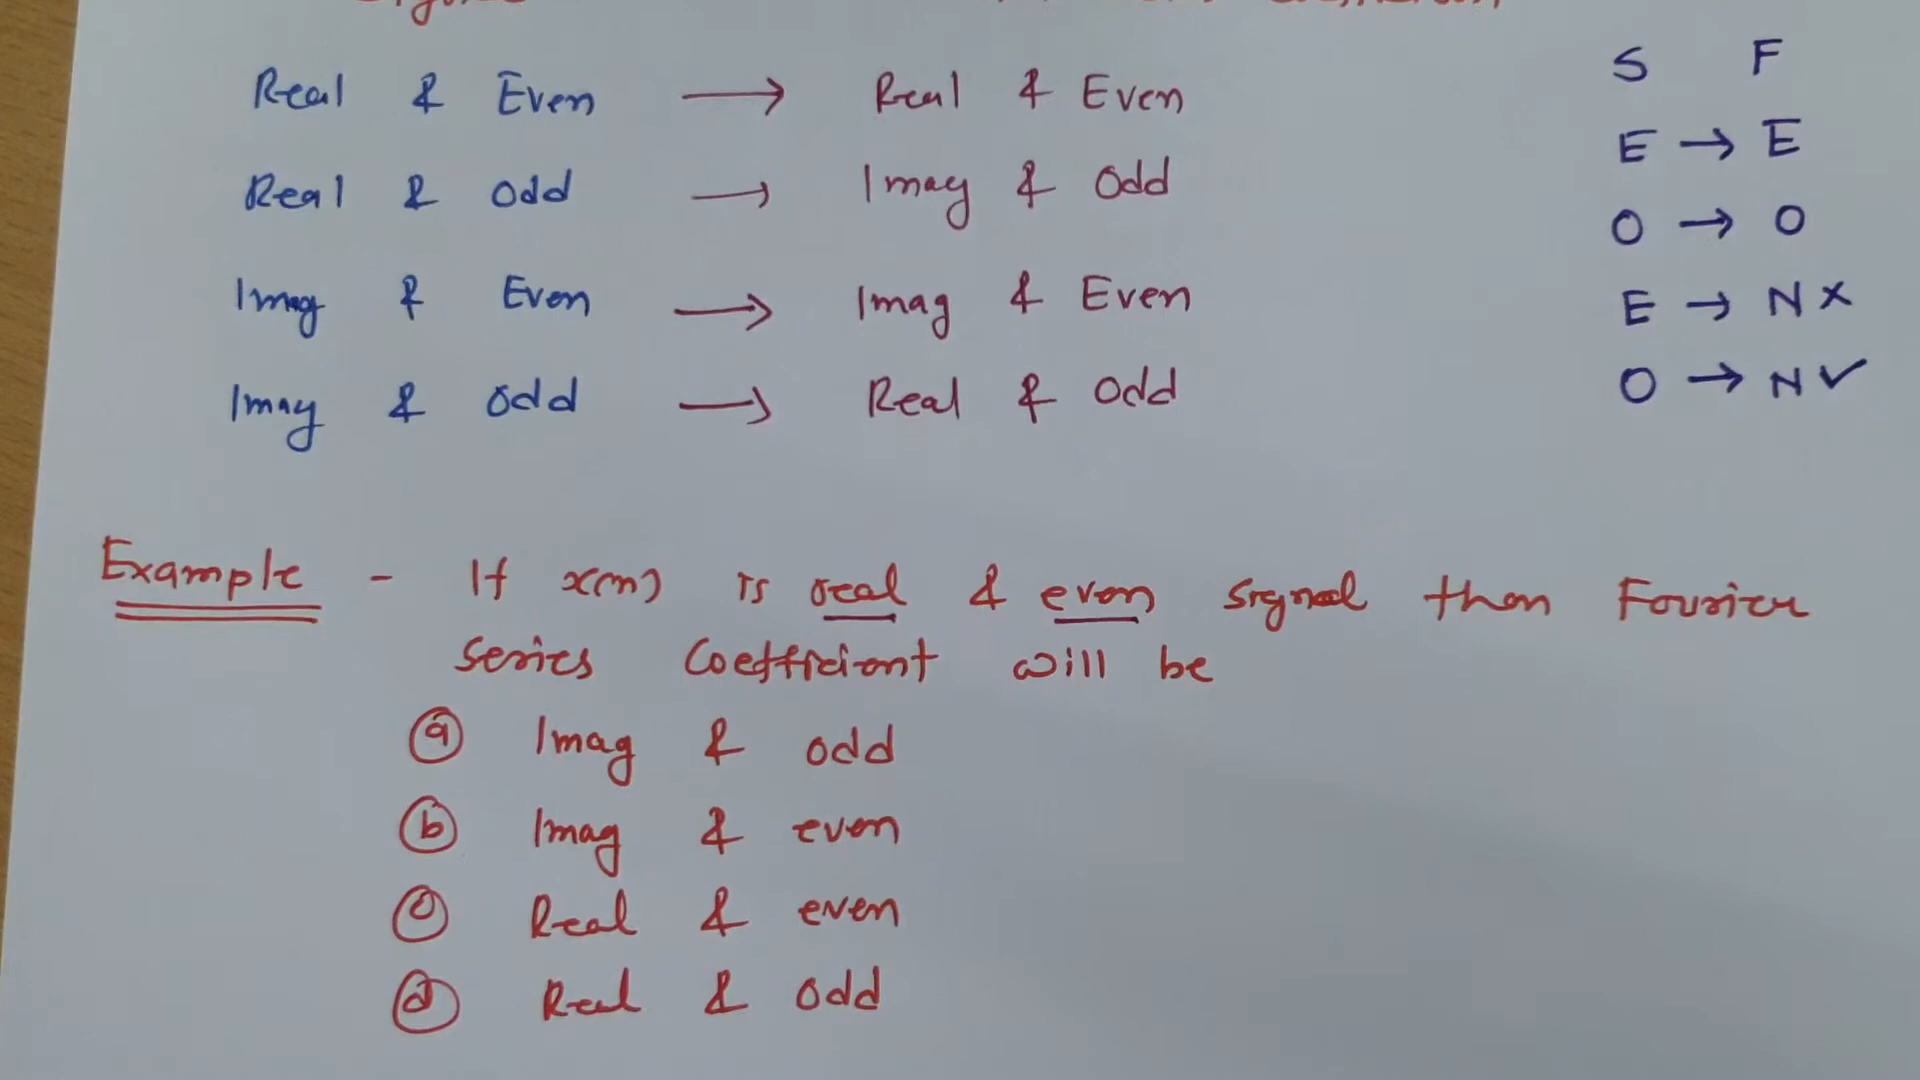 S F
Real & Even → Real & Even
E → E
Real & odd → Imag & Odd
O → O
Imag & Even → Imag & Even
E → N ×
Imag & odd → Real & Odd
O → N ✓
Example - If x(n) is real & even signal then Fourier
Series Coefficient will be
(a) Imag & odd
(b) Imag & even
(c) Real & even
(d) Real & odd